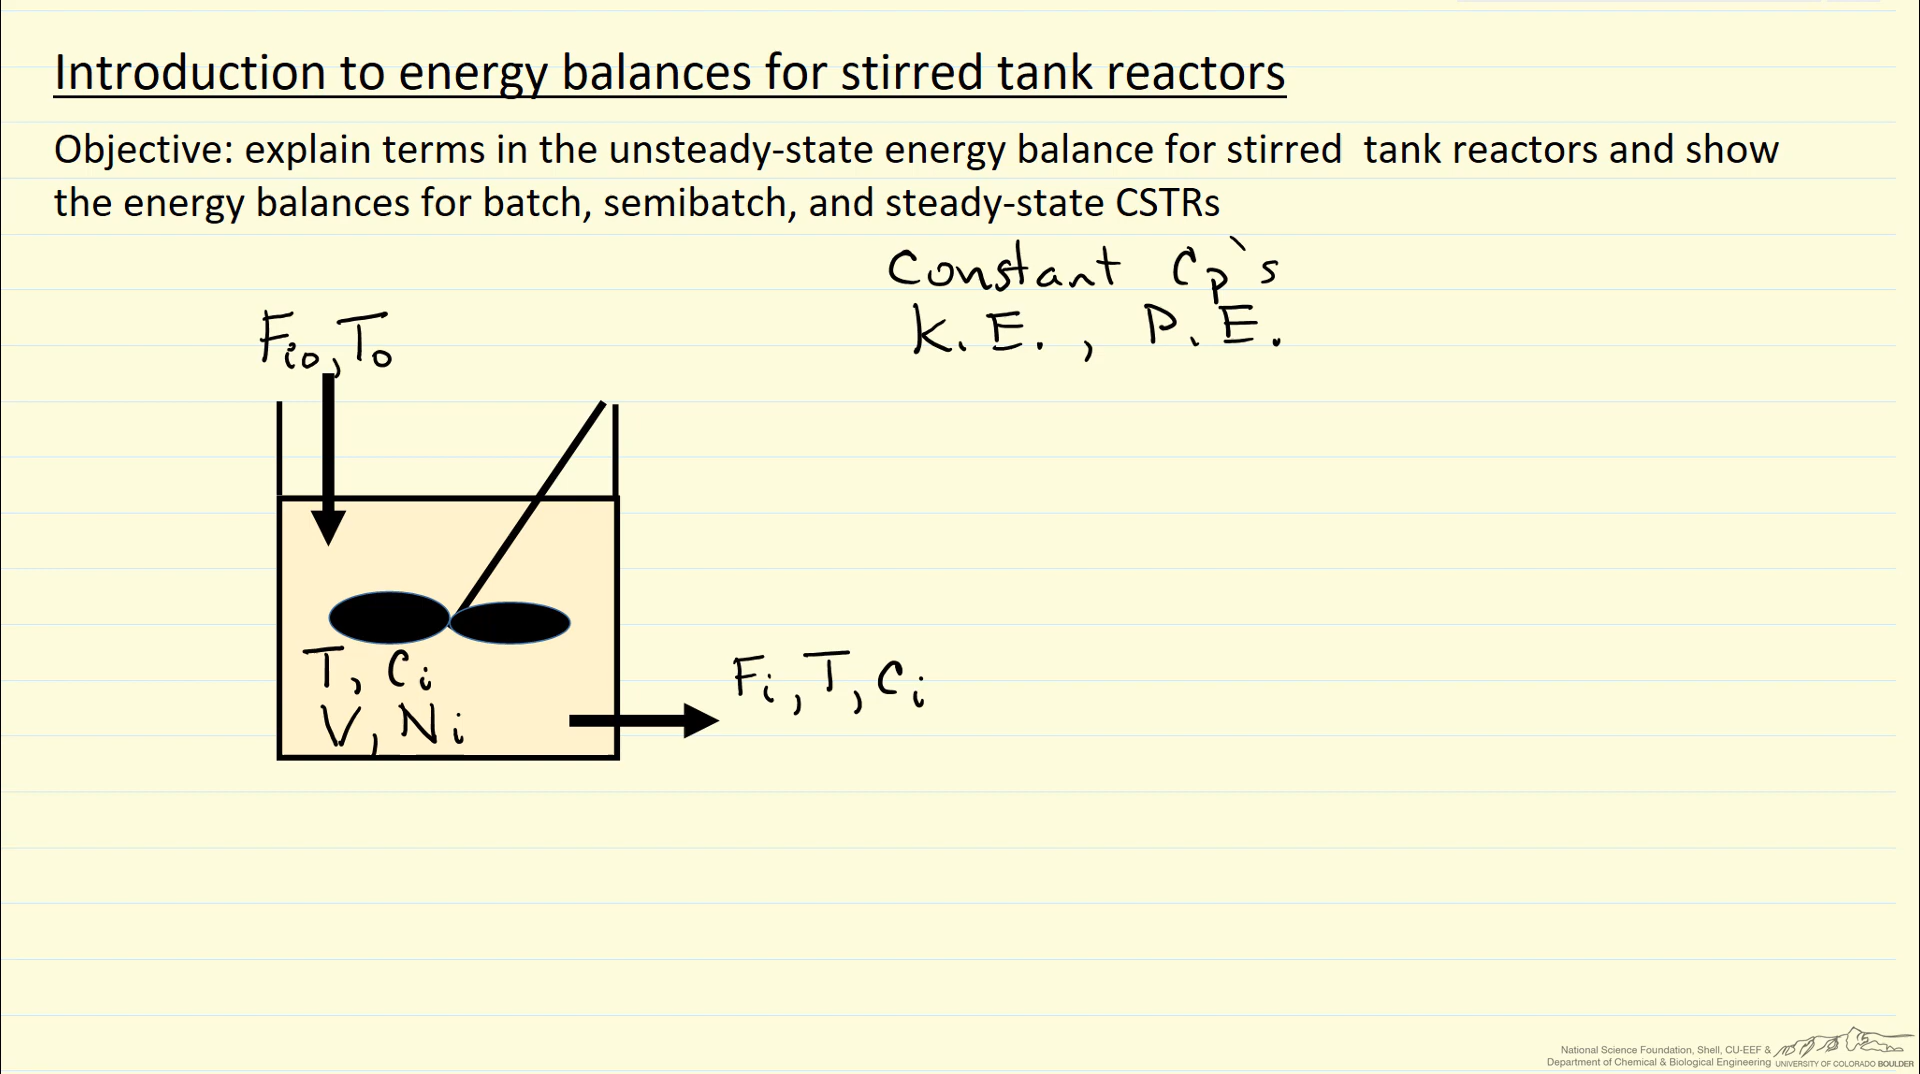 Introduction to energy balances for stirred tank reactors
Objective: explain terms in the unsteady-state energy balance for stirred tank reactors and show
the energy balances for batch, semibatch, and steady-state CSTRs
Constant Cp's
K.E., P.E.
Fio, To
T, Ci
V, Ni
Fi, T, Ci
National Science Foundation, Shell, CU-EEF &
Department of Chemical & Biological Engineering
UNIVERSITY OF COLORADO BOULDER